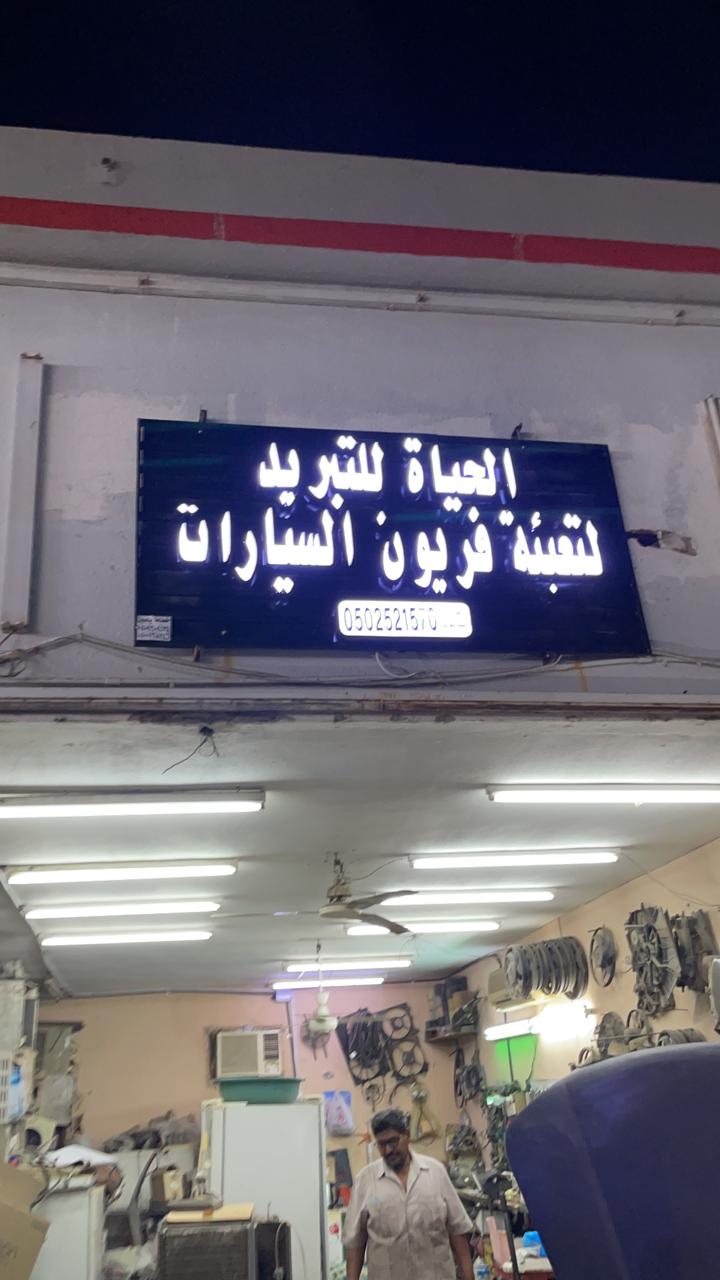 الحياة للتبريد
لتعبئة فريون السيارات
0502521570